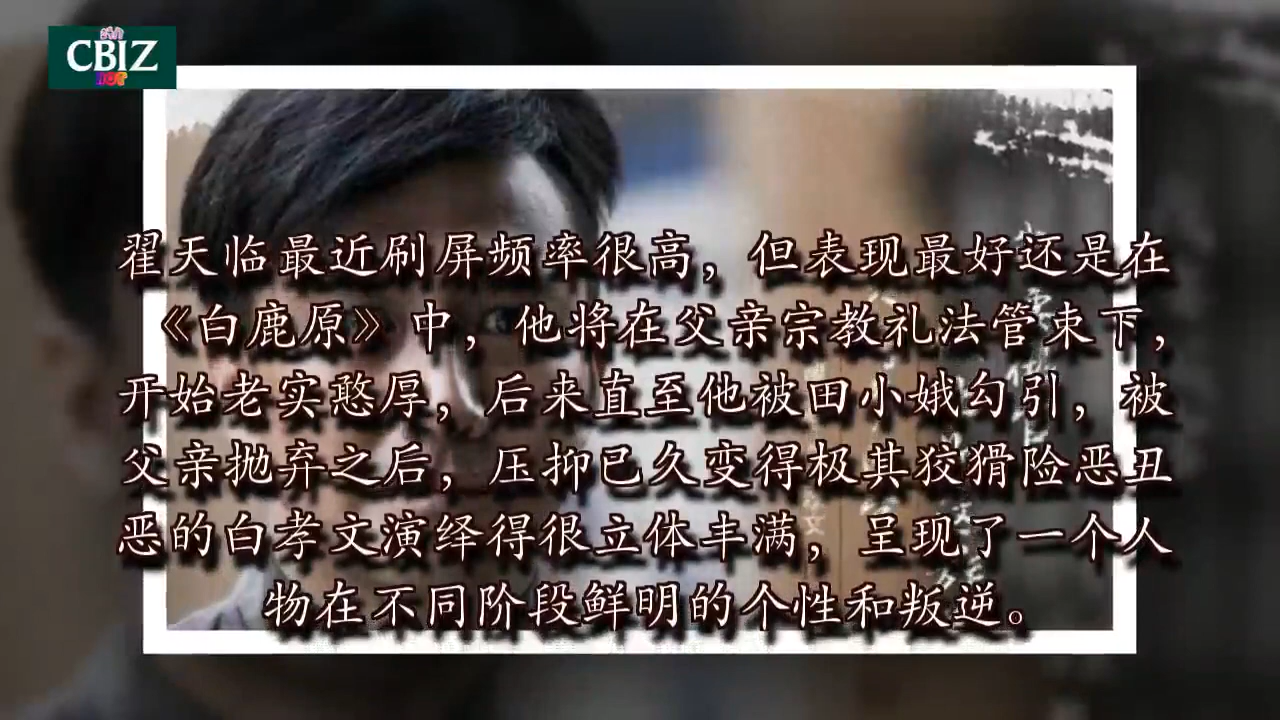 CBIZ
HOT
翟天临最近刷屏频率很高，但表现最好还是在
《白鹿原》中，他将在父亲宗教礼法管束下，
开始老实憨厚，后来直至他被田小娥勾引，被
父亲抛弃之后，压抑已久变得极其狡猾险恶丑
恶的白孝文演绎得很立体丰满，呈现了一个人
物在不同阶段鲜明的个性和叛逆。